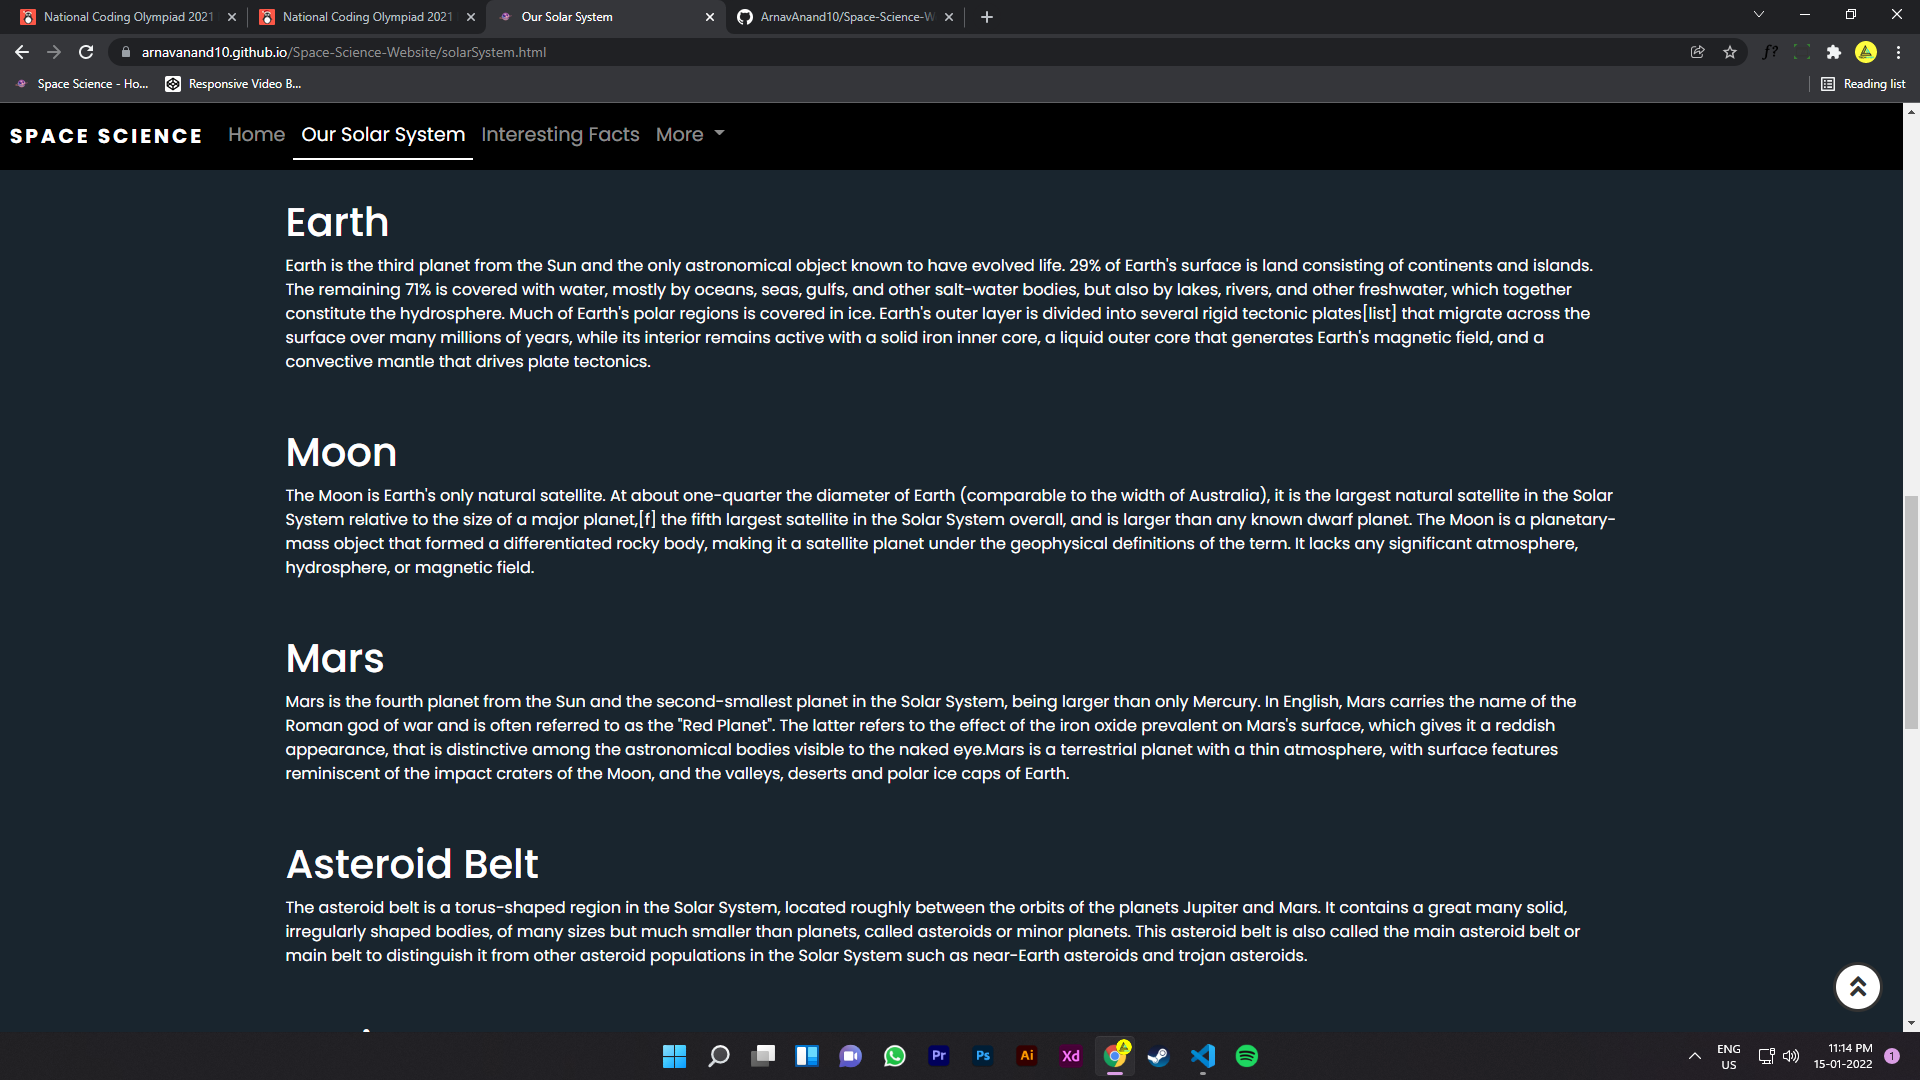 National Coding Olympiad 2021
National Coding Olympiad 2021
Our Solar System
ArnavAnand10/Space-Science-W
arnavanand10.github.io/Space-Science-Website/solarSystem.html
f?
Space Science - Ho...
Responsive Video B...
Reading list
SPACE SCIENCE
Home
Our Solar System
Interesting Facts
More
Earth
Earth is the third planet from the Sun and the only astronomical object known to have evolved life. 29% of Earth's surface is land consisting of continents and islands.
The remaining 71% is covered with water, mostly by oceans, seas, gulfs, and other salt-water bodies, but also by lakes, rivers, and other freshwater, which together
constitute the hydrosphere. Much of Earth's polar regions is covered in ice. Earth's outer layer is divided into several rigid tectonic plates[list] that migrate across the
surface over many millions of years, while its interior remains active with a solid iron inner core, a liquid outer core that generates Earth's magnetic field, and a
convective mantle that drives plate tectonics.
Moon
The Moon is Earth's only natural satellite. At about one-quarter the diameter of Earth (comparable to the width of Australia), it is the largest natural satellite in the Solar
System relative to the size of a major planet,[f] the fifth largest satellite in the Solar System overall, and is larger than any known dwarf planet. The Moon is a planetary-
mass object that formed a differentiated rocky body, making it a satellite planet under the geophysical definitions of the term. It lacks any significant atmosphere,
hydrosphere, or magnetic field.
Mars
Mars is the fourth planet from the Sun and the second-smallest planet in the Solar System, being larger than only Mercury. In English, Mars carries the name of the
Roman god of war and is often referred to as the "Red Planet". The latter refers to the effect of the iron oxide prevalent on Mars's surface, which gives it a reddish
appearance, that is distinctive among the astronomical bodies visible to the naked eye.Mars is a terrestrial planet with a thin atmosphere, with surface features
reminiscent of the impact craters of the Moon, and the valleys, deserts and polar ice caps of Earth.
Asteroid Belt
The asteroid belt is a torus-shaped region in the Solar System, located roughly between the orbits of the planets Jupiter and Mars. It contains a great many solid,
irregularly shaped bodies, of many sizes but much smaller than planets, called asteroids or minor planets. This asteroid belt is also called the main asteroid belt or
main belt to distinguish it from other asteroid populations in the Solar System such as near-Earth asteroids and trojan asteroids.
Pr
Ps
Ai
Xd
ENG
US
11:14 PM
15-01-2022
1